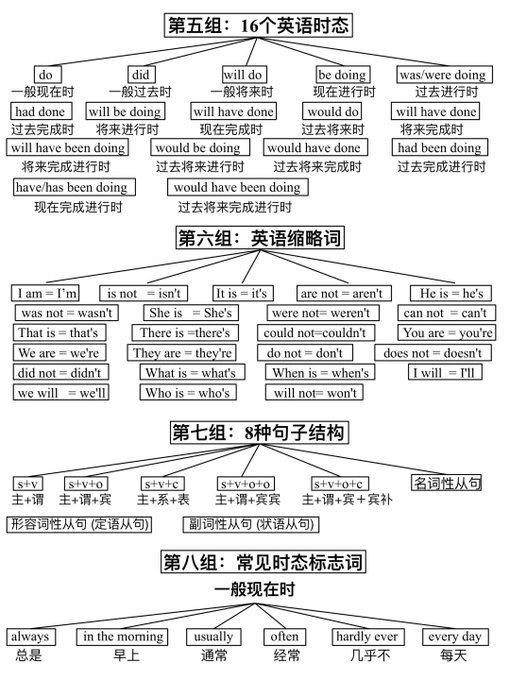 第五组：16个英语时态
do did will do be doing was/were doing
一般现在时 一般过去时 一般将来时 现在进行时 过去进行时
had done will be doing will have done would do will have done
过去完成时 将来进行时 现在完成时 过去将来时 将来完成时
will have been doing would be doing would have done had been doing
将来完成进行时 过去将来进行时 过去将来完成时 过去完成进行时
have/has been doing would have been doing
现在完成进行时 过去将来完成进行时
第六组：英语缩略词
I am = I'm is not = isn't It is = it's are not = aren't He is = he's
was not = wasn't She is = She's were not= weren't can not = can't
That is = that's There is =there's could not=couldn't You are = you're
We are = we're They are = they're do not = don't does not = doesn't
did not = didn't What is = what's When is = when's I will = I'll
we will = we'll Who is = who's will not= won't
第七组：8种句子结构
s+v s+v+o s+v+c s+v+o+o s+v+o+c 名词性从句
主+谓 主+谓+宾 主+系+表 主+谓+宾宾 主+谓+宾＋宾补
形容词性从句 (定语从句) 副词性从句 (状语从句)
第八组：常见时态标志词
一般现在时
always in the morning usually often hardly ever every day
总是 早上 通常 经常 几乎不 每天